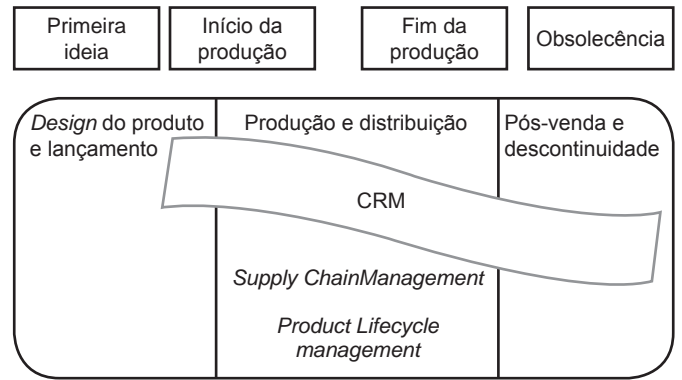 Primeira
ideia
Início da
produção
Fim da
produção
Obsolecência
Design do produto
e lançamento
Produção e distribuição
Pós-venda e
descontinuidade
CRM
Supply ChainManagement
Product Lifecycle
management